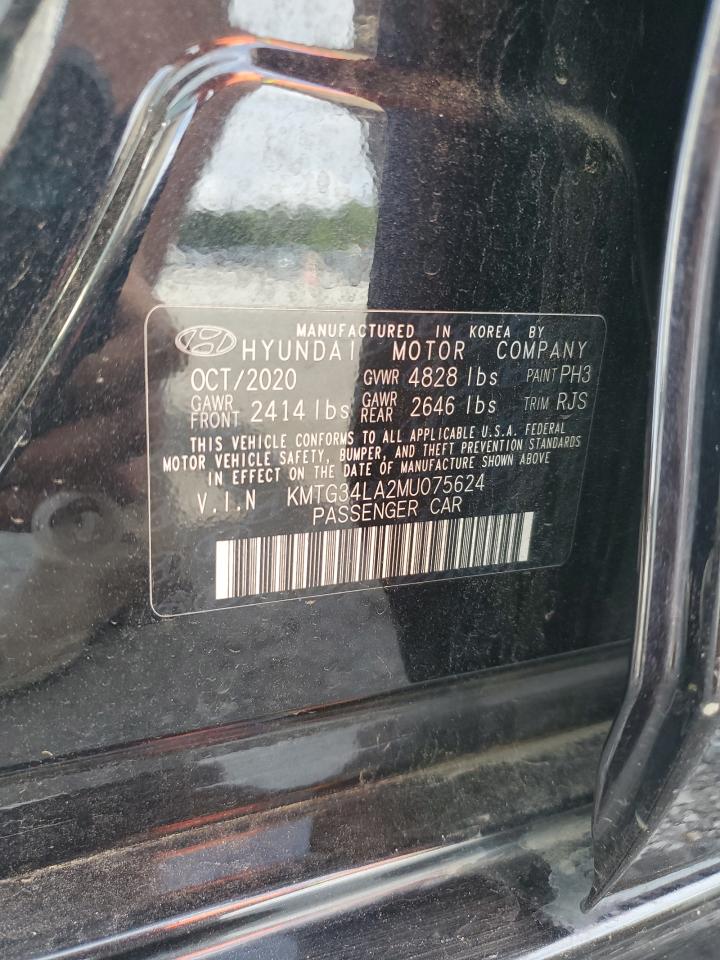 MANUFACTURED IN KOREA BY
HYUNDAI MOTOR COMPANY
OCT/2020 GVWR 4828 lbs PAINT PH3
GAWR FRONT 2414 lbs GAWR REAR 2646 lbs TRIM RJS
THIS VEHICLE CONFORMS TO ALL APPLICABLE U.S.A. FEDERAL
MOTOR VEHICLE SAFETY, BUMPER, AND THEFT PREVENTION STANDARDS
IN EFFECT ON THE DATE OF MANUFACTURE SHOWN ABOVE
V.I.N KMTG34LA2MU075624
PASSENGER CAR